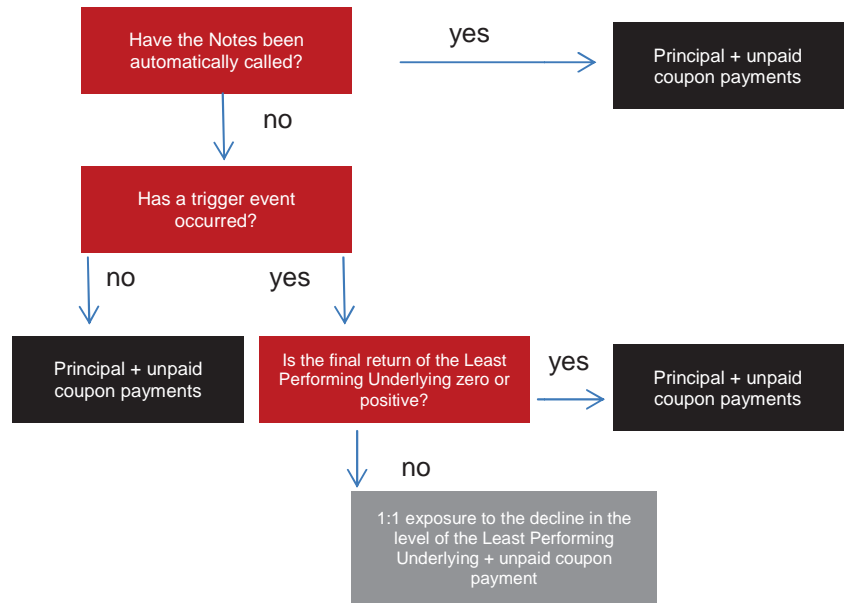 Have the Notes been
automatically called?
yes
Principal + unpaid
coupon payments
no
Has a trigger event
occurred?
no
yes
Principal + unpaid
coupon payments
Is the final return of the Least
Performing Underlying zero or
positive?
yes
Principal + unpaid
coupon payments
no
1:1 exposure to the decline in the
level of the Least Performing
Underlying + unpaid coupon
payment